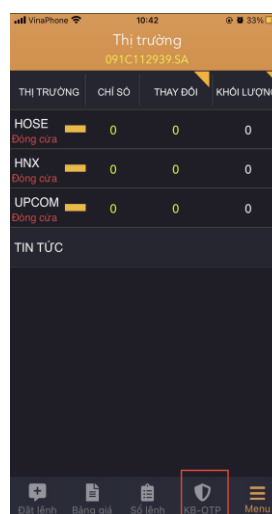 VinaPhone 10:42 33%
Thị trường
091C112939.SA
THỊ TRƯỜNG CHỈ SỐ THAY ĐỔI KHỐI LƯỢNG
HOSE 0 0 0
Đóng cửa
HNX 0 0 0
Đóng cửa
UPCOM 0 0 0
Đóng cửa
TIN TỨC
Đặt lệnh Bảng giá Sổ lệnh KB-OTP Menu